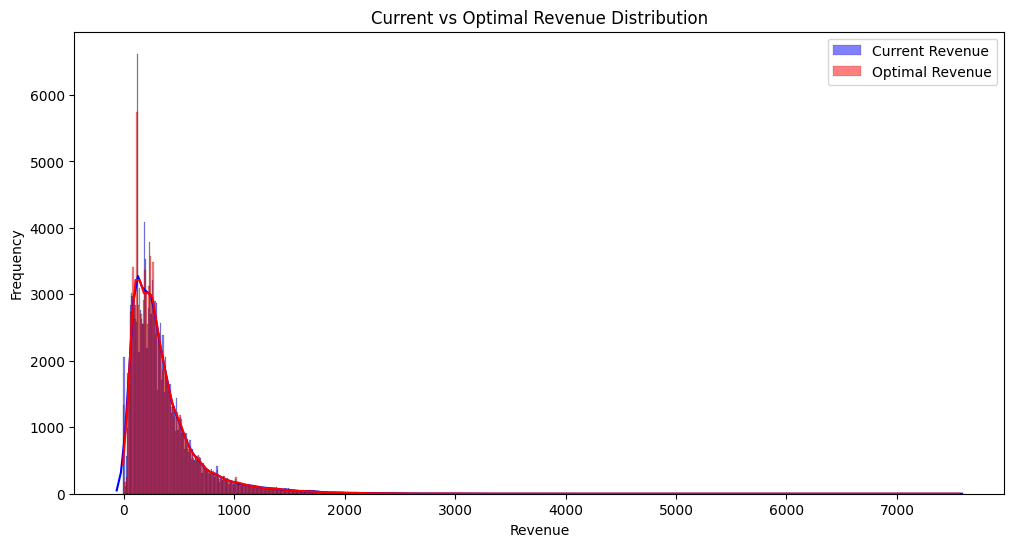 Current vs Optimal Revenue Distribution
Current Revenue
Optimal Revenue
Frequency
6000
5000
4000
3000
2000
1000
0
0 1000 2000 3000 4000 5000 6000 7000
Revenue